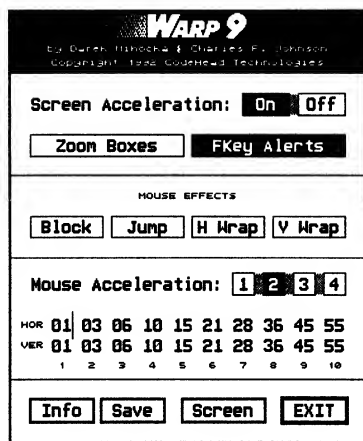 WARP 9
by Darek Mihocka & Charles F. Johnson
Copyright 1992 CodeHead Technologies
Screen Acceleration: On Off
Zoom Boxes FKey Alerts
MOUSE EFFECTS
Block Jump H Wrap V Wrap
Mouse Acceleration: 1 2 3 4
HOR 01 03 06 10 15 21 28 36 45 55
VER 01 03 06 10 15 21 28 36 45 55
1 2 3 4 5 6 7 8 9 10
Info Save Screen EXIT